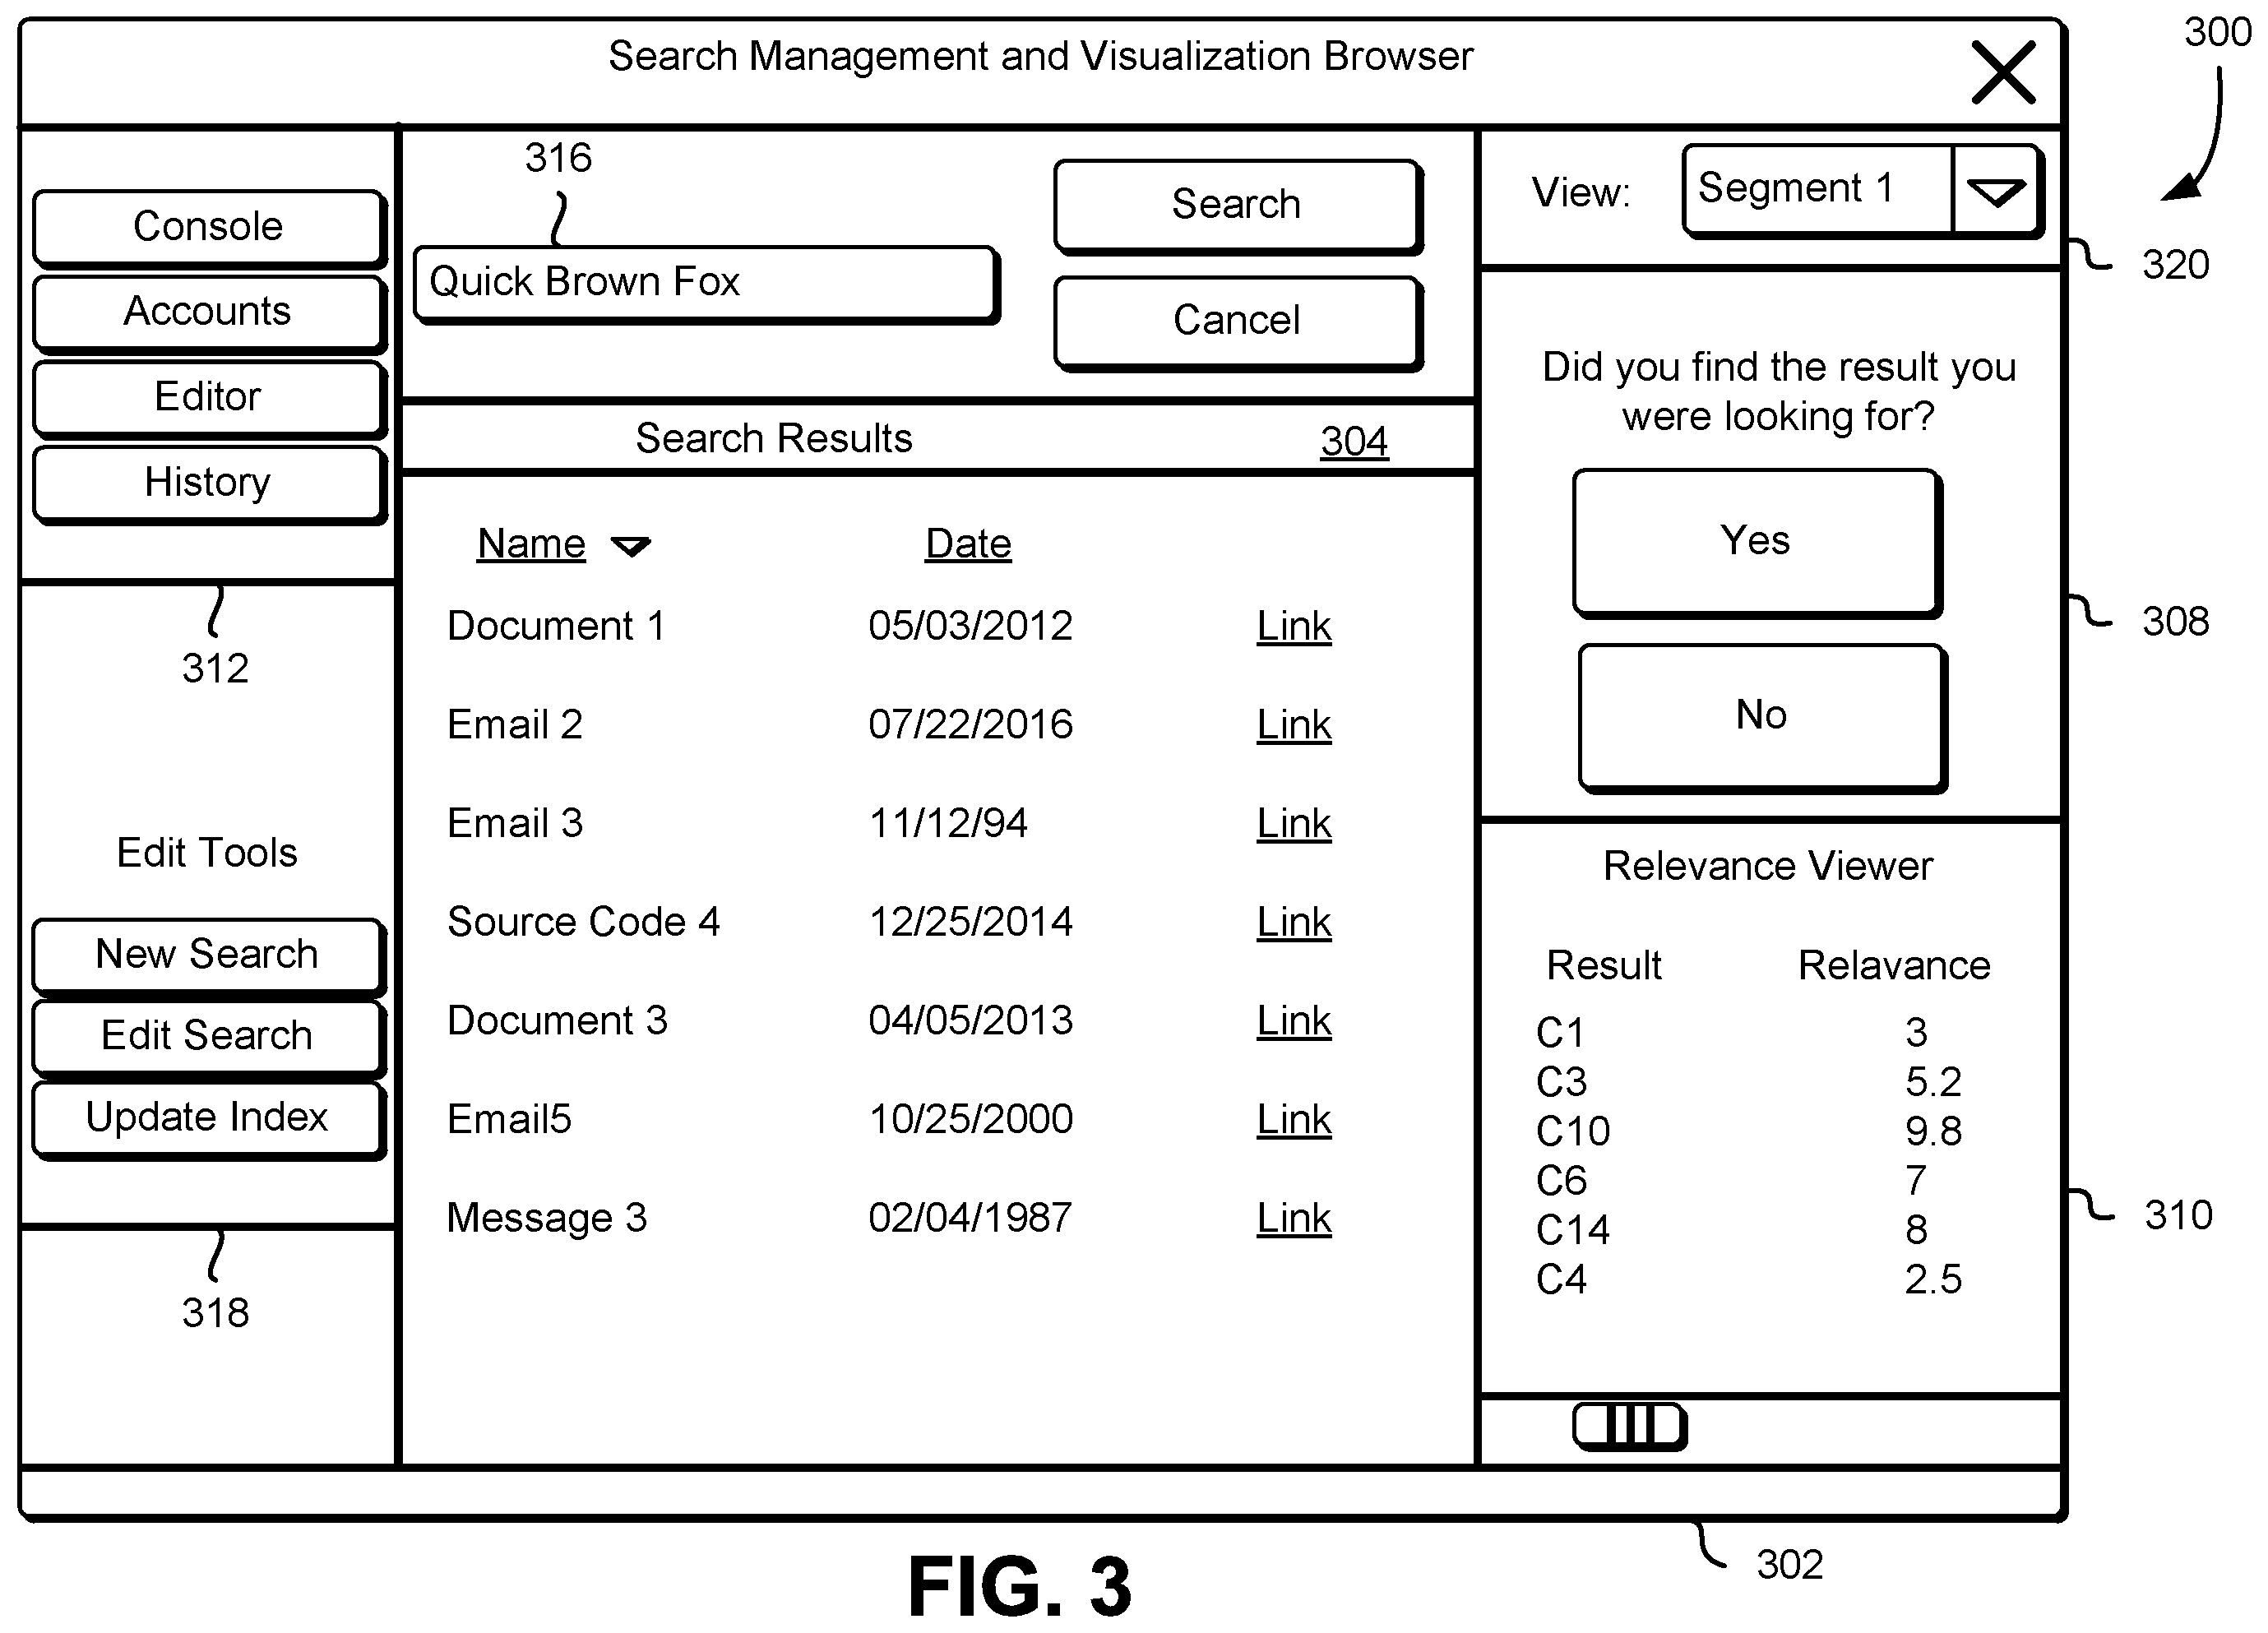 300
Search Management and Visualization Browser
Console
Accounts
Editor
History
312
Edit Tools
New Search
Edit Search
Update Index
318
316
Quick Brown Fox
Search
Cancel
Search Results 304
Name Date
Document 1 05/03/2012 Link
Email 2 07/22/2016 Link
Email 3 11/12/94 Link
Source Code 4 12/25/2014 Link
Document 3 04/05/2013 Link
Email5 10/25/2000 Link
Message 3 02/04/1987 Link
View: Segment 1
320
Did you find the result you
were looking for?
Yes
No
308
Relevance Viewer
Result Relavance
C1 3
C3 5.2
C10 9.8
C6 7
C14 8
C4 2.5
310
302
FIG. 3